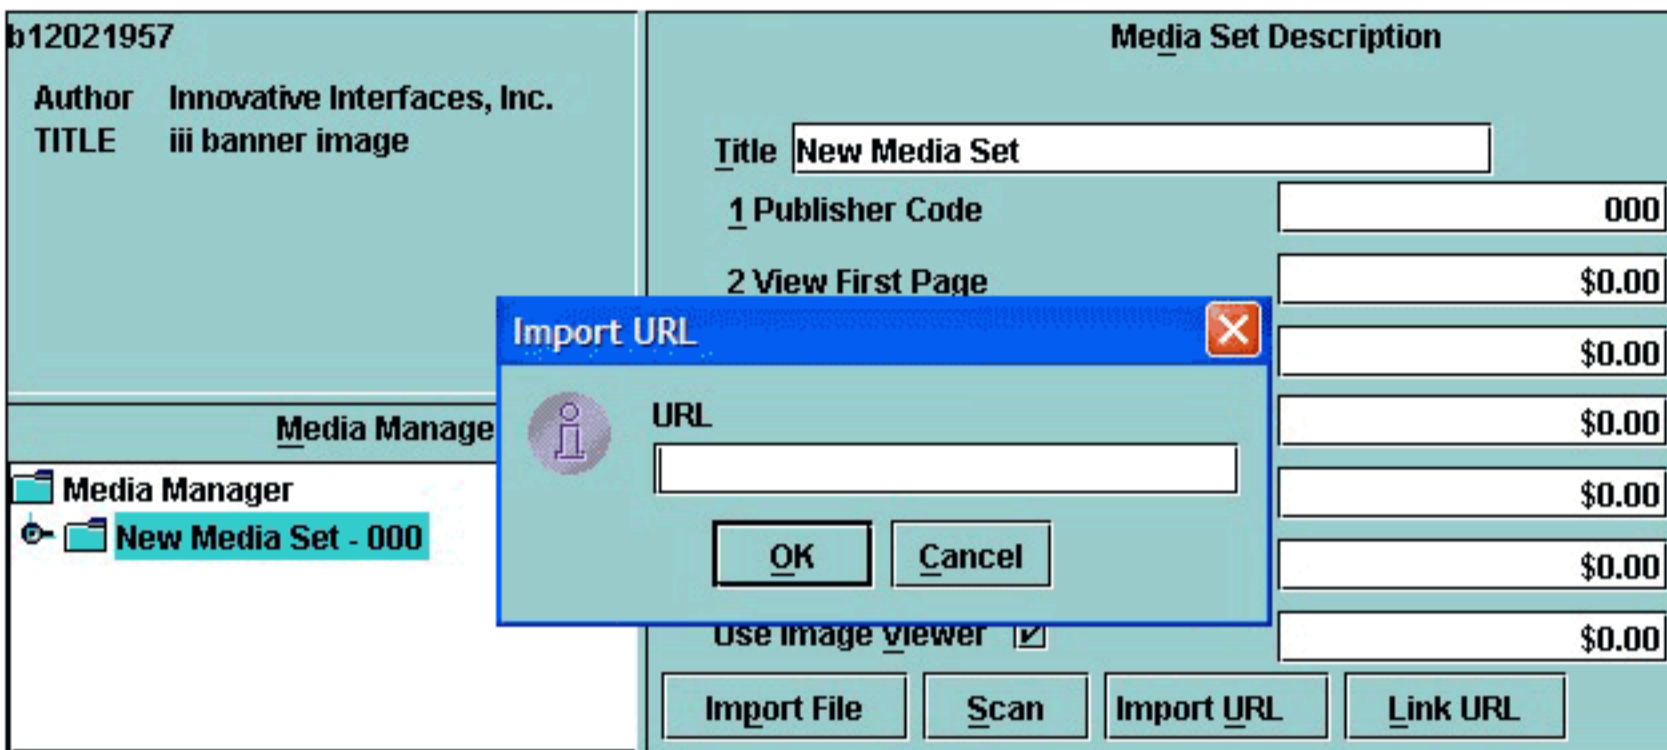 b12021957
Author Innovative Interfaces, Inc.
TITLE iii banner image
Media Set Description
Title New Media Set
1 Publisher Code 000
2 View First Page $0.00
$0.00
$0.00
$0.00
$0.00
Use Image Viewer $0.00
Import File Scan Import URL Link URL
Media Manage
Media Manager
New Media Set - 000
Import URL
URL
OK Cancel